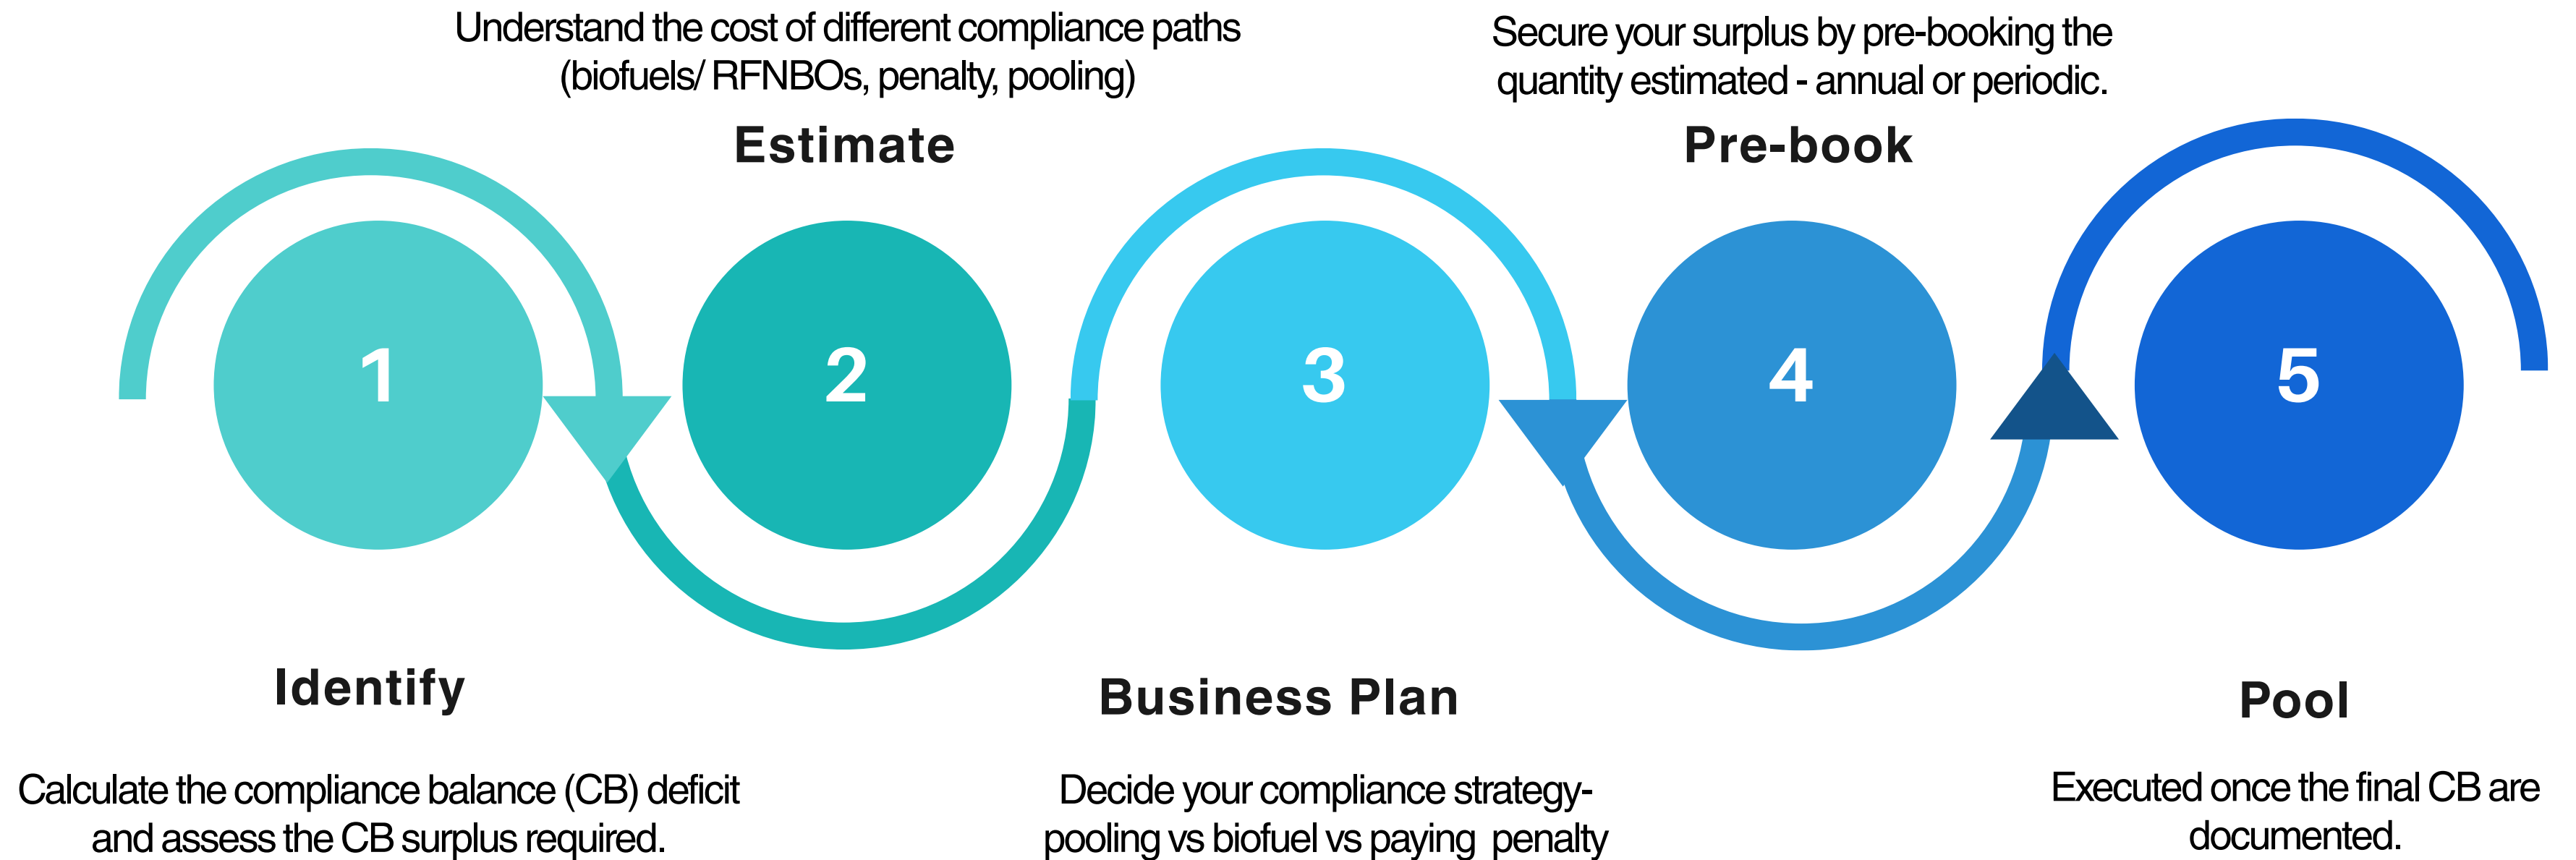 1
Identify
Calculate the compliance balance (CB) deficit
and assess the CB surplus required.
Understand the cost of different compliance paths
(biofuels/ RFNBOs, penalty, pooling)
Estimate
2
3
Business Plan
Decide your compliance strategy-
pooling vs biofuel vs paying  penalty
Secure your surplus by pre-booking the
quantity estimated - annual or periodic.
Pre-book
4
5
Pool
Executed once the final CB are
documented.